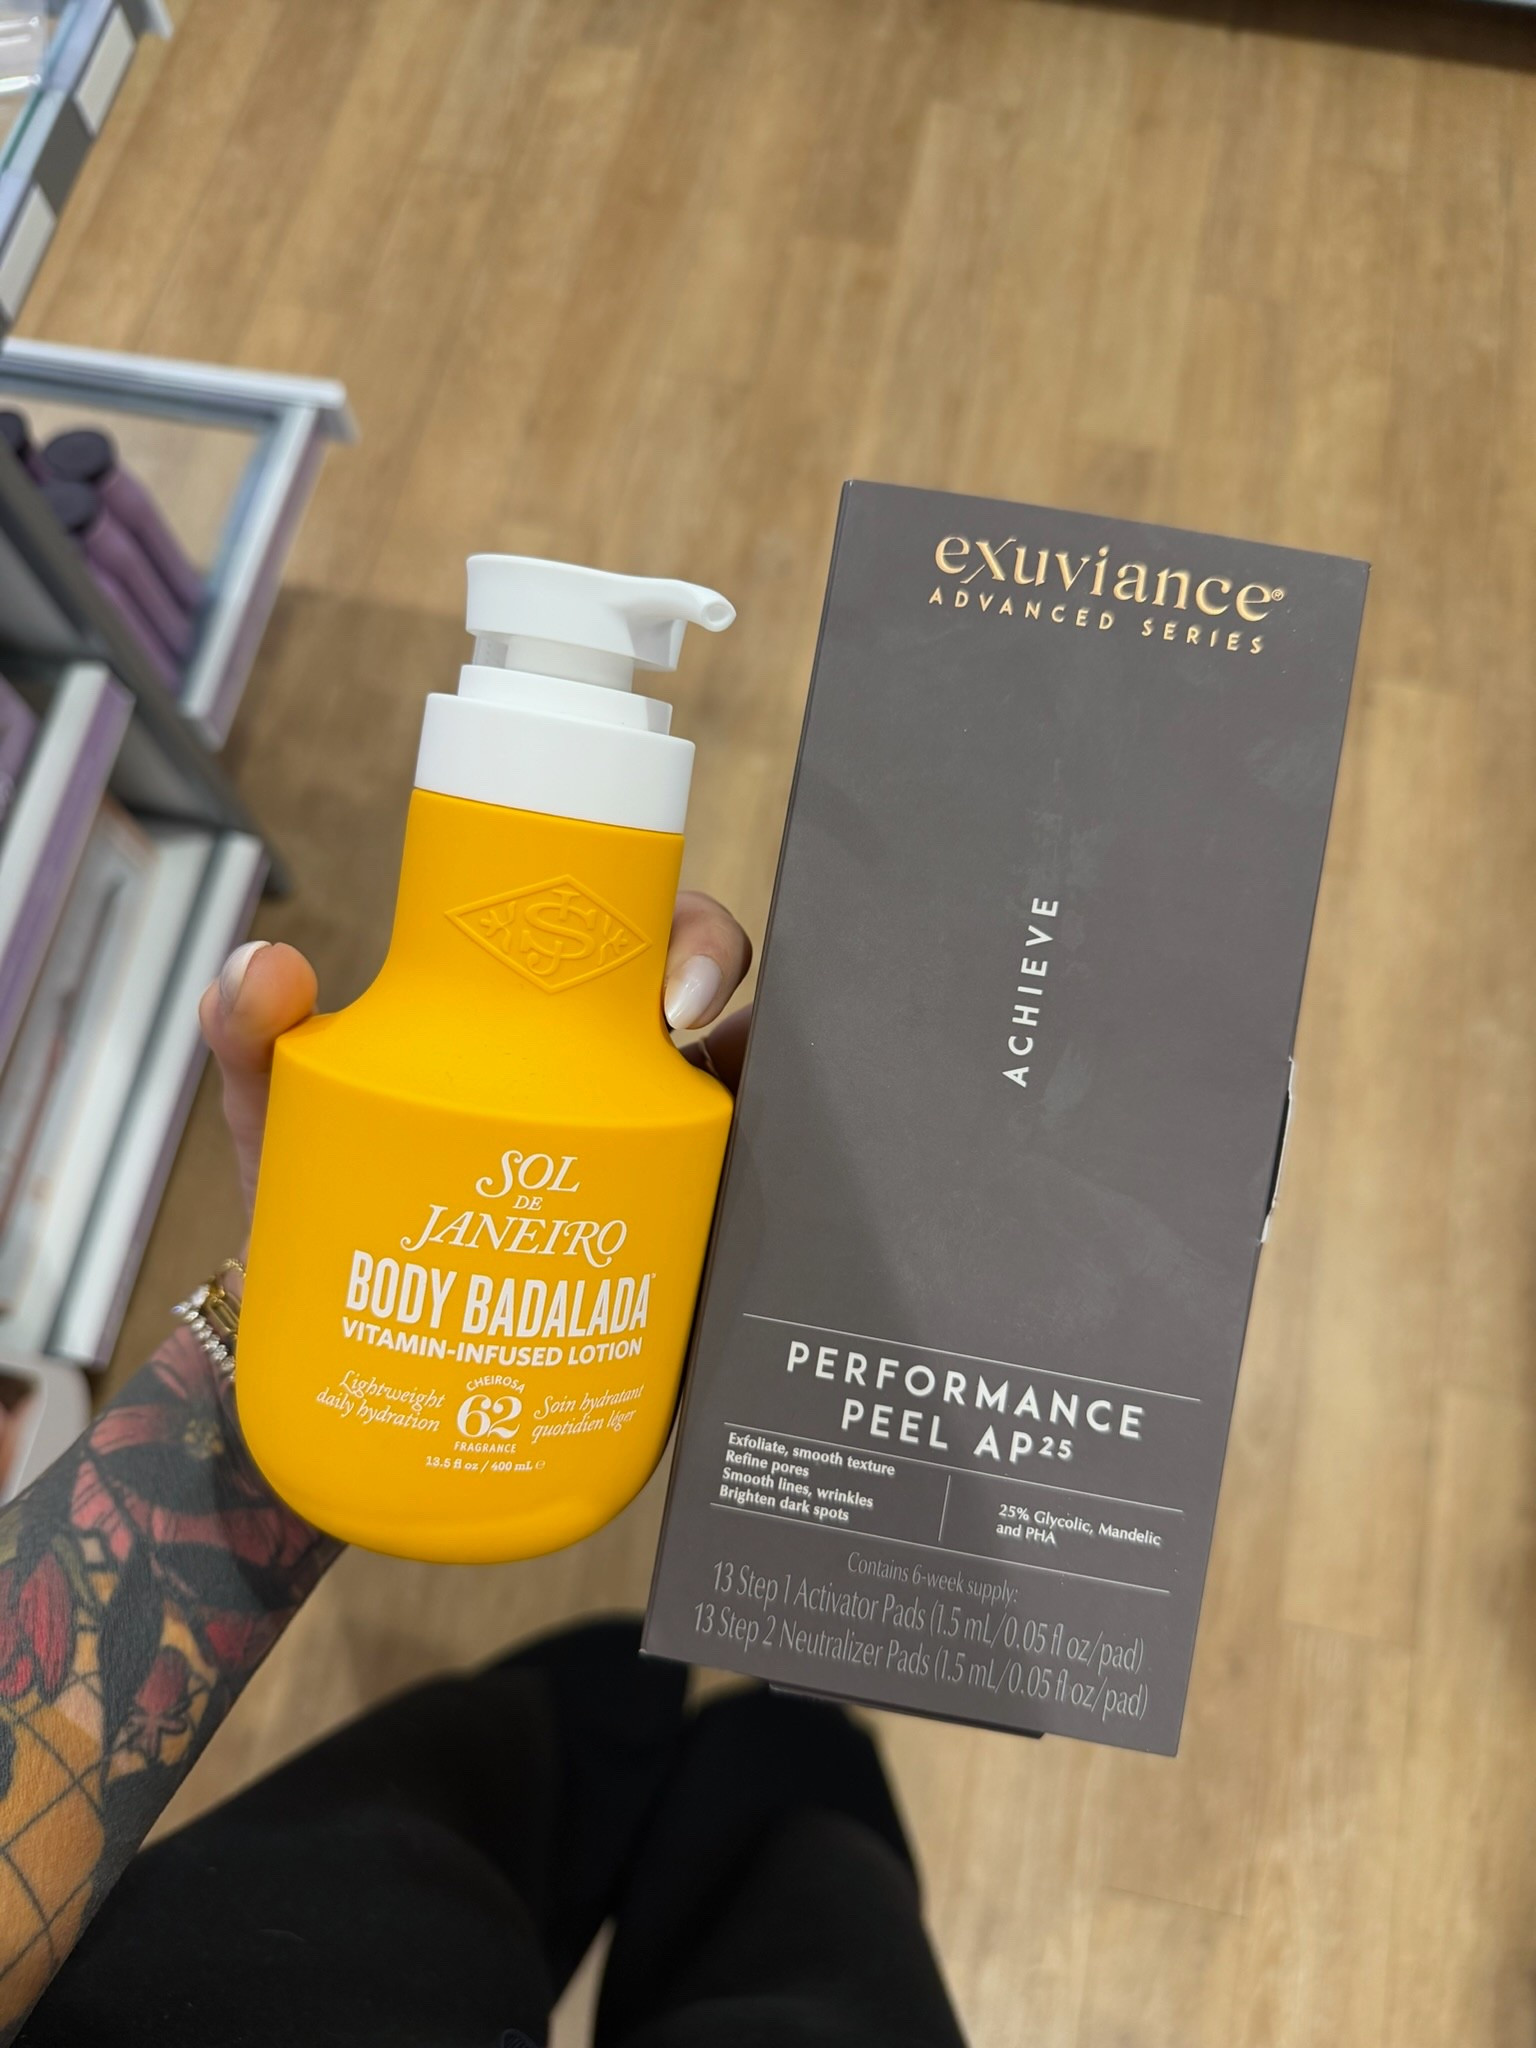 SOL
DE
JANEIRO
BODY BADALADA™
VITAMIN-INFUSED LOTION
Lightweight
daily hydration
CHEIROSA
62
FRAGRANCE
Soin hydratant
quotidien léger
13.5 fl oz / 400 mL ℮
exuviance®
ADVANCED SERIES
ACHIEVE
PERFORMANCE
PEEL AP²⁵
Exfoliate, smooth texture
Refine pores
Smooth lines, wrinkles
Brighten dark spots
25% Glycolic, Mandelic
and PHA
Contains 6-week supply:
13 Step 1 Activator Pads (1.5 mL/0.05 fl oz/pad)
13 Step 2 Neutralizer Pads (1.5 mL/0.05 fl oz/pad)